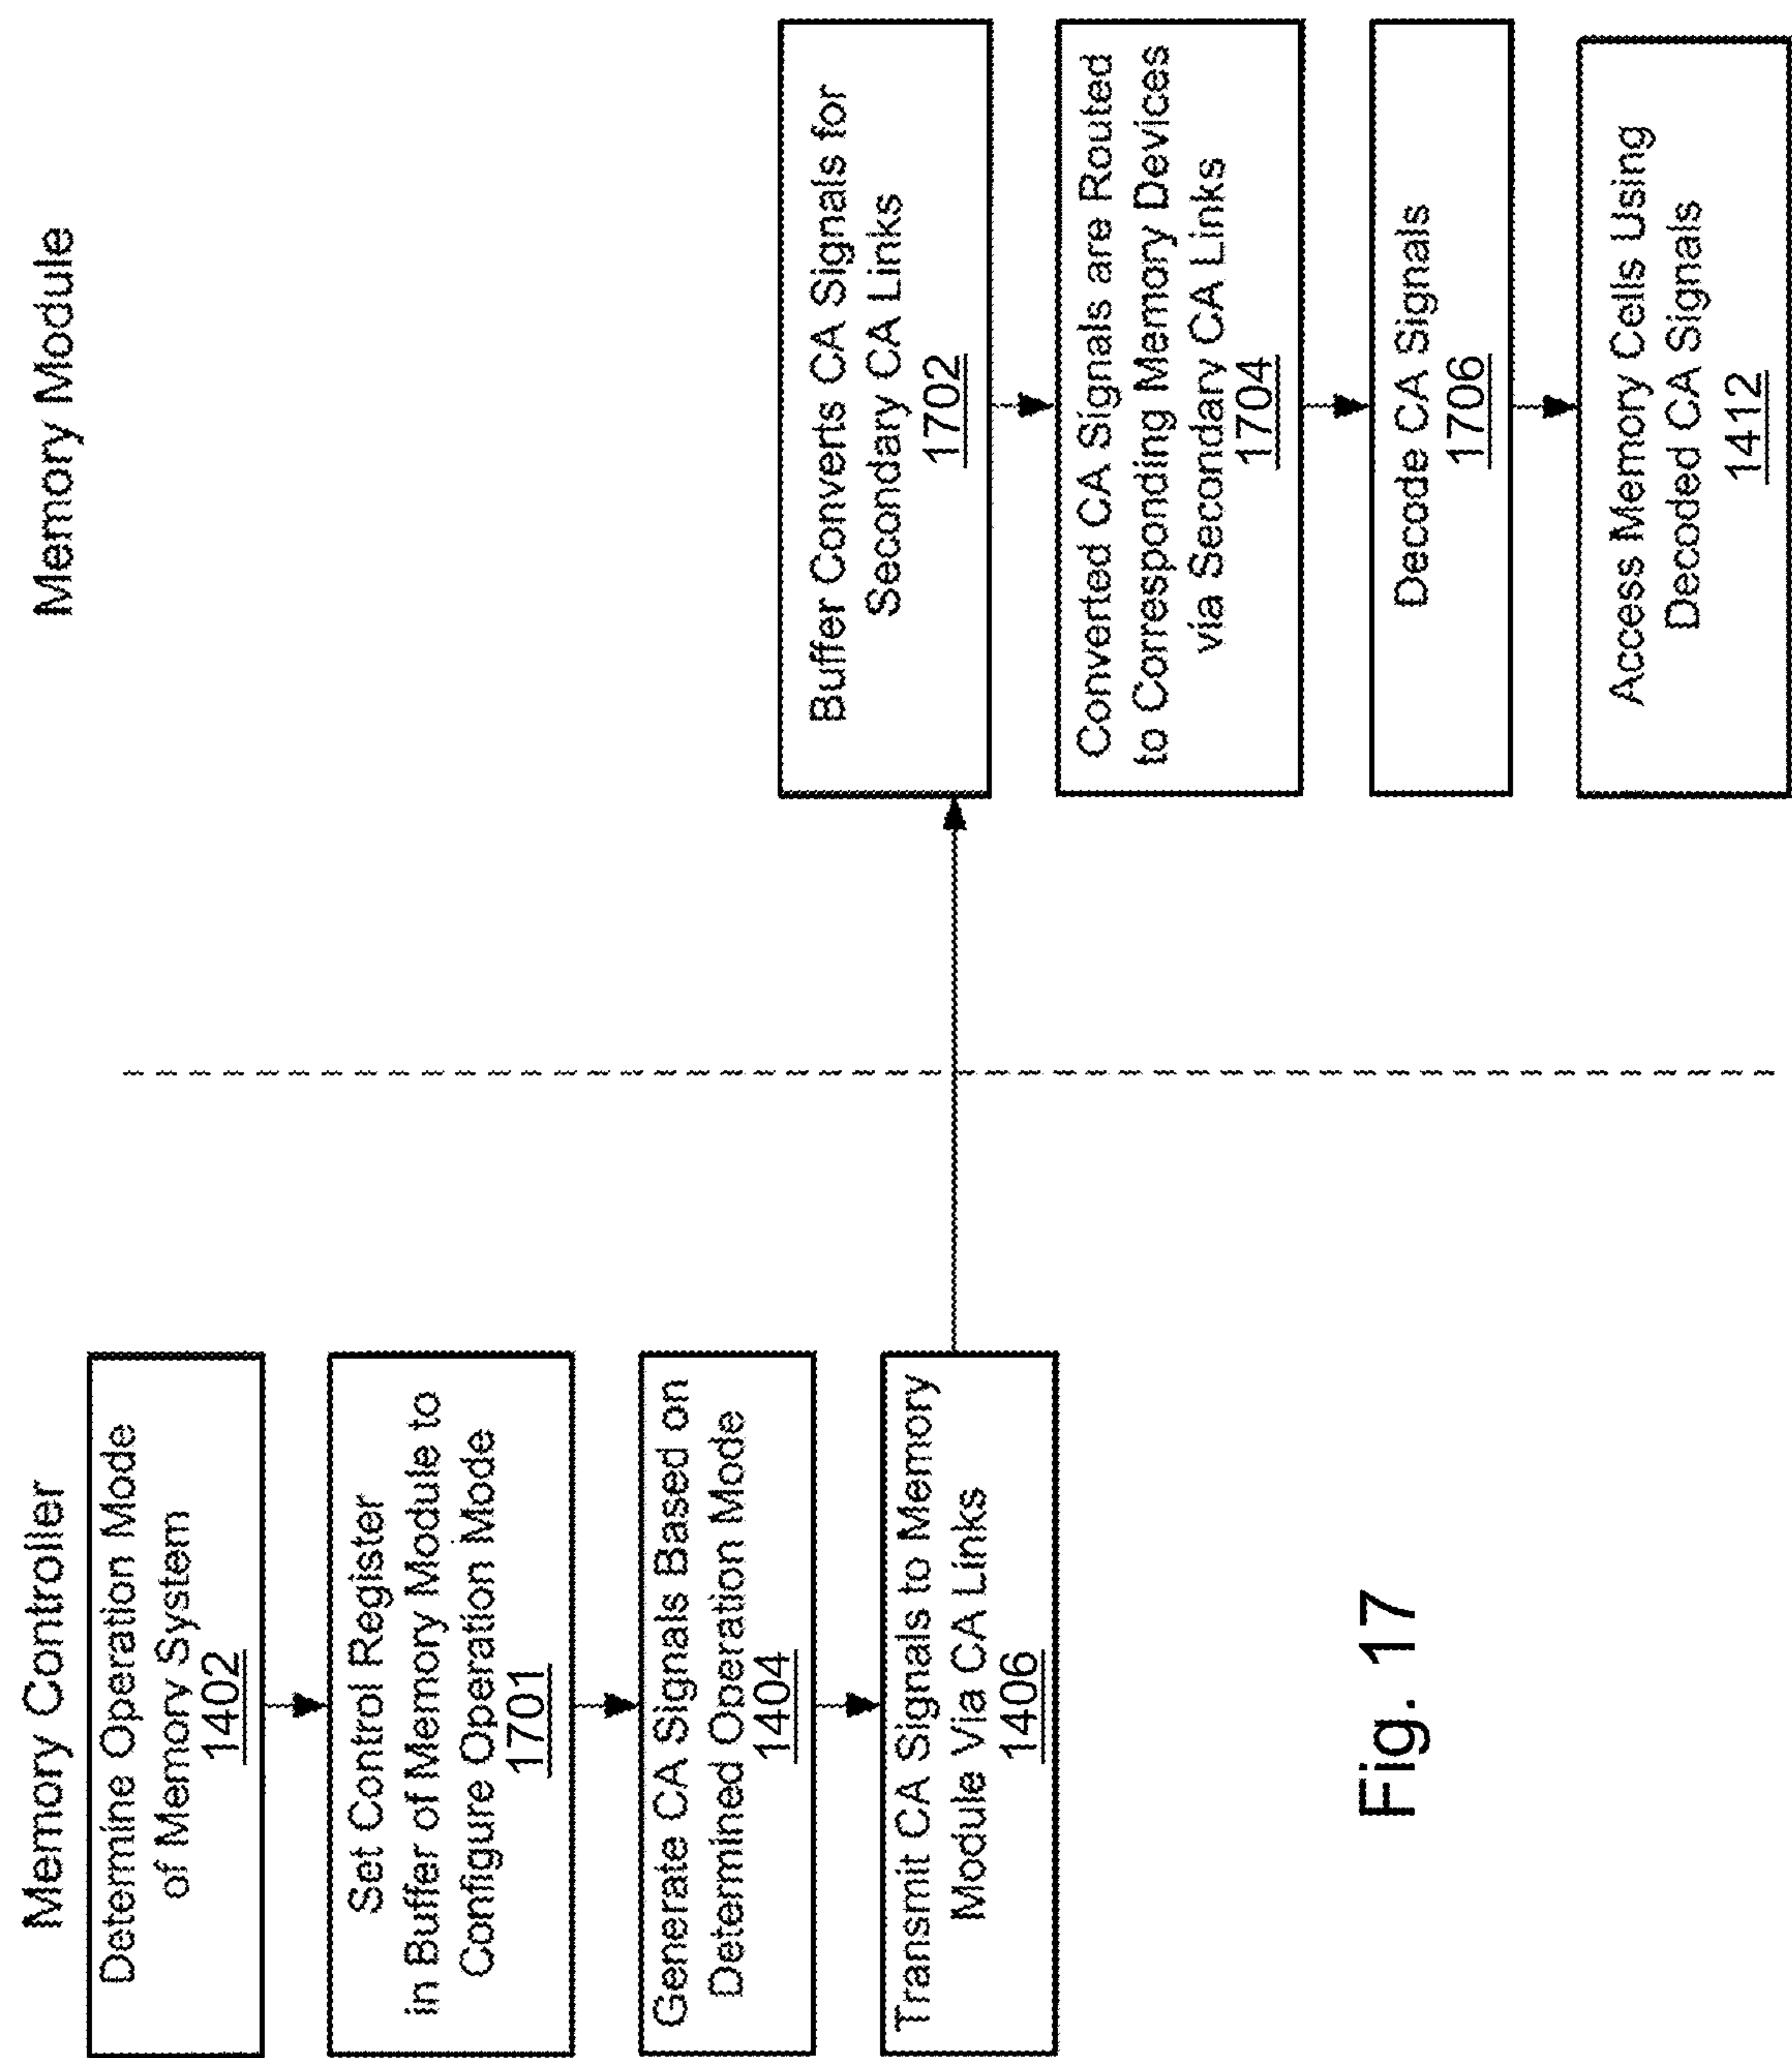 Memory Controller
Determine Operation Mode
of Memory System
1402
Set Control Register
in Buffer of Memory Module to
Configure Operation Mode
1701
Generate CA Signals Based on
Determined Operation Mode
1404
Transmit CA Signals to Memory
Module Via CA Links
1406
Memory Module
Buffer Converts CA Signals for
Secondary CA Links
1702
Converted CA Signals are Routed
to Corresponding Memory Devices
via Secondary CA Links
1704
Decode CA Signals
1706
Access Memory Cells Using
Decoded CA Signals
1412
Fig. 17